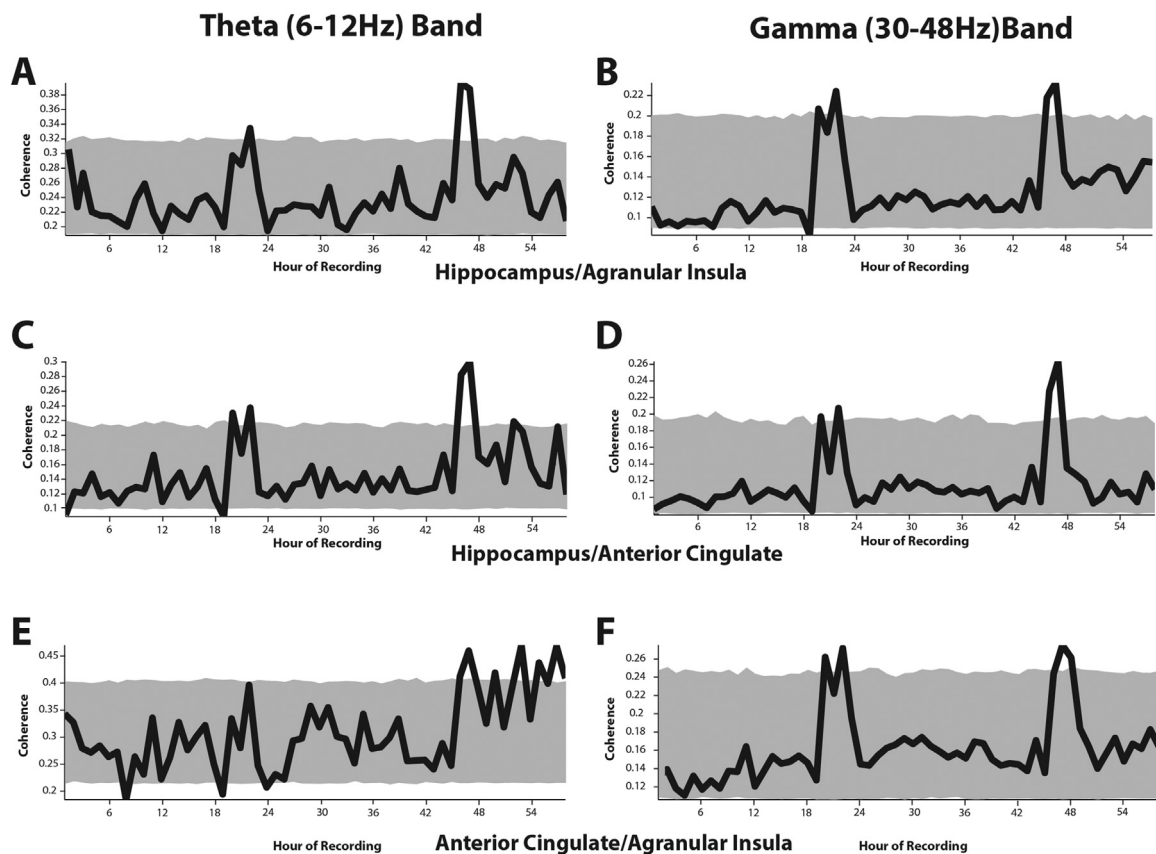 Theta (6-12Hz) Band
Gamma (30-48Hz)Band
A
Coherence
0.38
0.36
0.34
0.32
0.3
0.28
0.26
0.24
0.22
0.2
6 12 18 24 30 36 42 48 54
Hour of Recording
B
Coherence
0.22
0.2
0.18
0.16
0.14
0.12
0.1
6 12 18 24 30 36 42 48 54
Hour of Recording
Hippocampus/Agranular Insula
C
Coherence
0.3
0.26
0.24
0.22
0.2
0.18
0.16
0.14
0.12
0.1
6 12 18 24 30 36 42 48 54
Hour of Recording
D
Coherence
0.26
0.24
0.22
0.2
0.18
0.16
0.14
0.12
0.1
6 12 18 24 30 36 42 48 54
Hour of Recording
Hippocampus/Anterior Cingulate
E
Coherence
0.45
0.4
0.35
0.3
0.25
0.2
6 12 18 24 30 36 42 48 54
Hour of Recording
F
Coherence
0.26
0.24
0.22
0.2
0.18
0.16
0.14
0.12
6 12 18 24 30 36 42 48 54
Hour of Recording
Anterior Cingulate/Agranular Insula